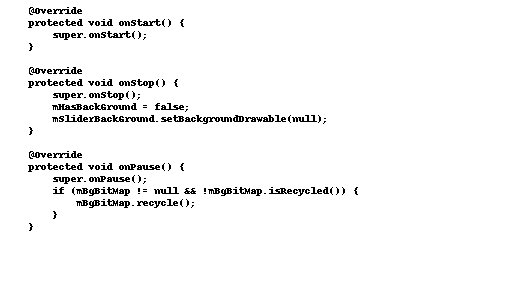 @Override
protected void onStart() {
super.onStart();
}
@Override
protected void onStop() {
super.onStop();
mHasBackGround = false;
mSliderBackGround.setBackgroundDrawable(null);
}
@Override
protected void onPause() {
super.onPause();
if (mBgBitMap != null && !mBgBitMap.isRecycled()) {
mBgBitMap.recycle();
}
}